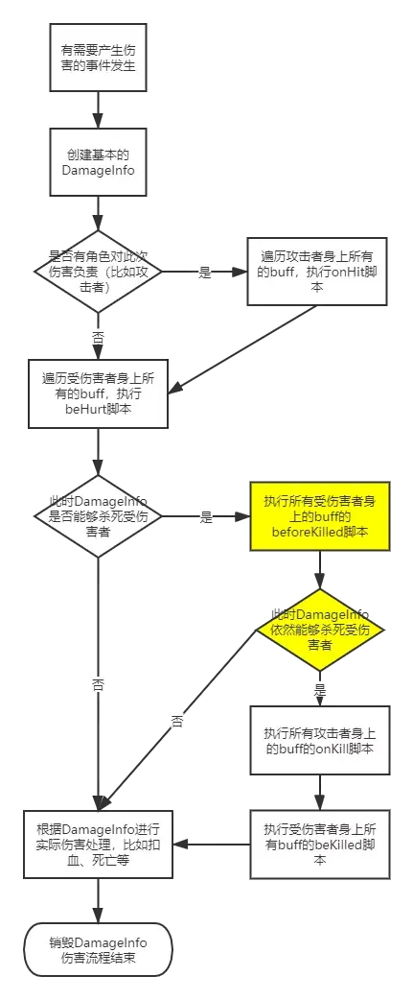 有需要产生伤
害的事件发生
创建基本的
DamageInfo
是否有角色对此次
伤害负责（比如攻
击者）
是
遍历攻击者身上所有
的buff，执行onHit脚
本
否
遍历受伤害者身上所
有的buff，执行
beHurt脚本
此时DamageInfo
是否能够杀死受伤
害者
是
执行所有受伤害者身
上的buff的
beforeKilled脚本
此时DamageInfo
依然能够杀死受伤
害者
否
否
是
执行所有攻击者身上
的buff的onKill脚本
根据DamageInfo进行
实际伤害处理，比如扣
血、死亡等
执行受伤害者身上所
有buff的beKilled脚
本
销毁DamageInfo
伤害流程结束